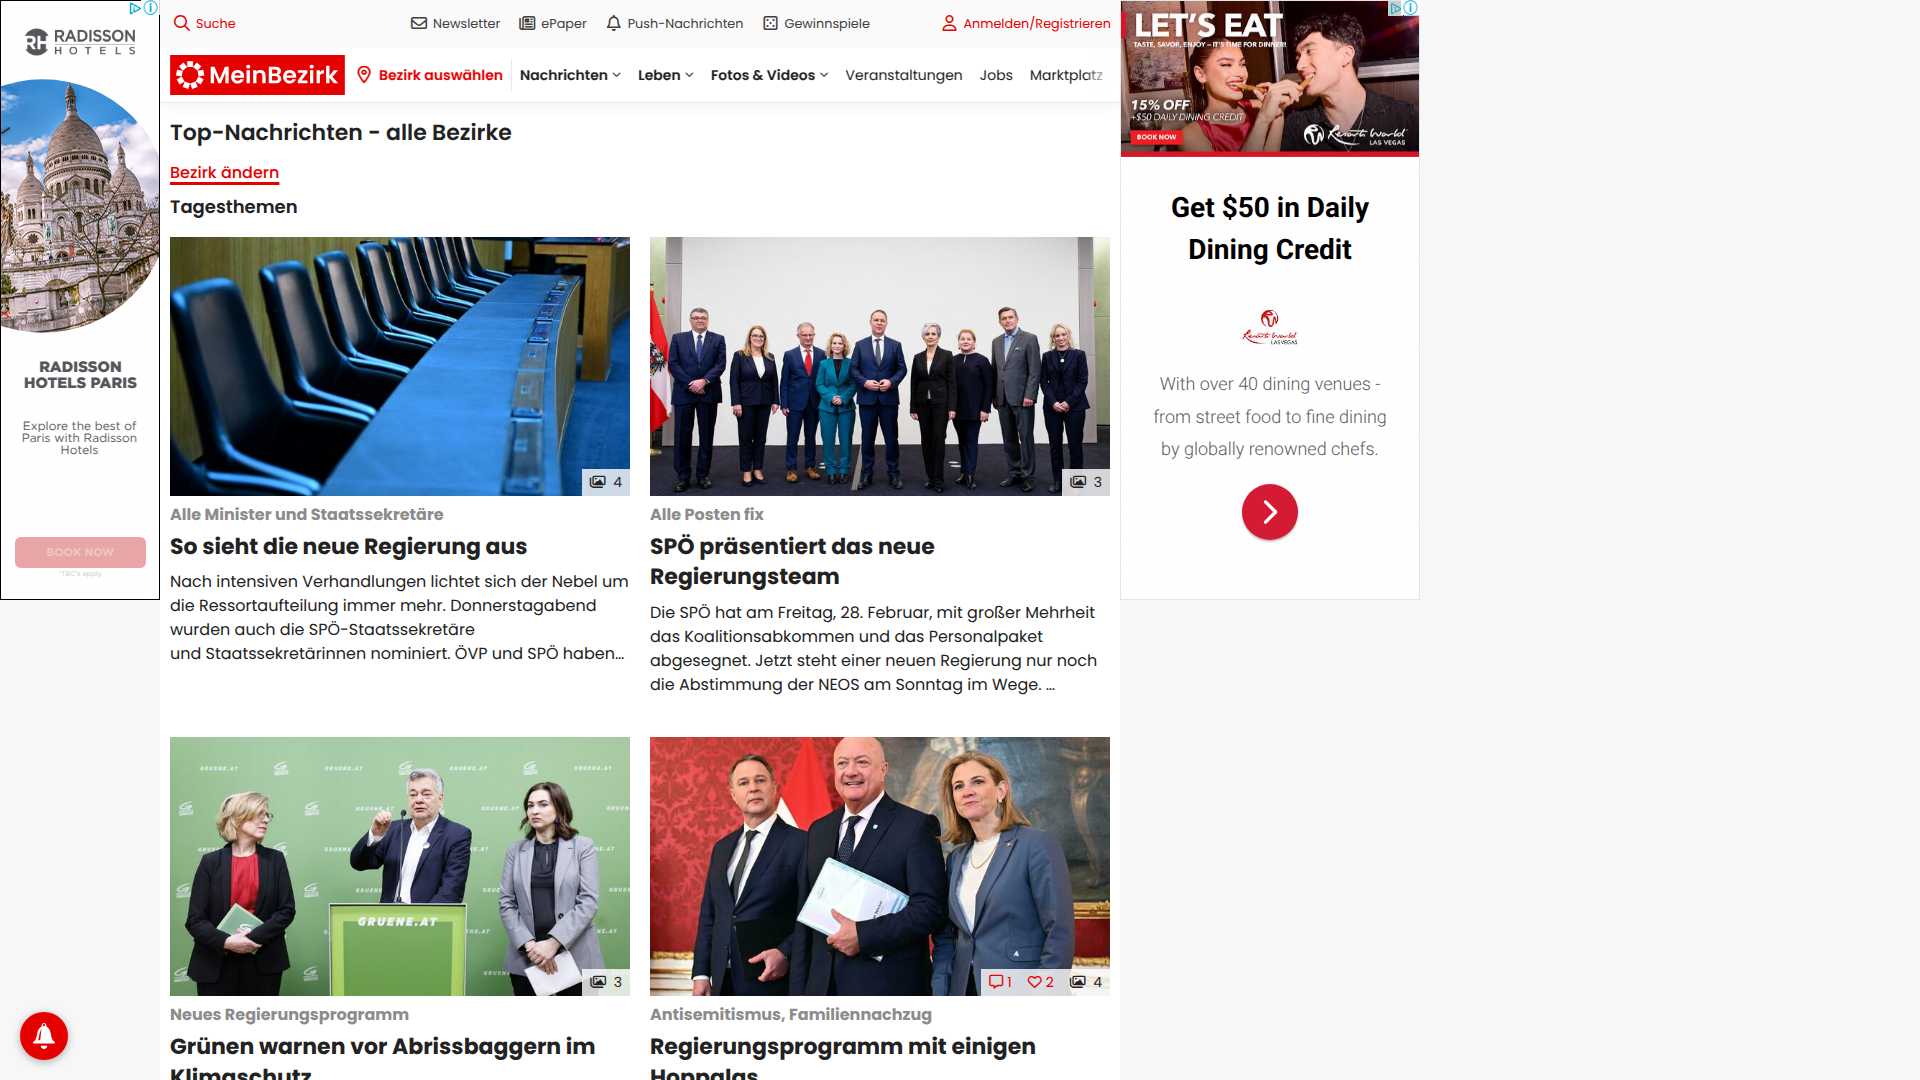 RADISSON
HOTELS
RADISSON
HOTELS PARIS
Explore the best of
Paris with Radisson
Hotels
BOOK NOW
*T&C's apply
Suche
Newsletter
ePaper
Push-Nachrichten
Gewinnspiele
Anmelden/Registrieren
MeinBezirk
Bezirk auswählen
Nachrichten
Leben
Fotos & Videos
Veranstaltungen
Jobs
Marktplatz
Top-Nachrichten - alle Bezirke
Bezirk ändern
Tagesthemen
4
Alle Minister und Staatssekretäre
So sieht die neue Regierung aus
Nach intensiven Verhandlungen lichtet sich der Nebel um
die Ressortaufteilung immer mehr. Donnerstagabend
wurden auch die SPÖ-Staatssekretäre
und Staatssekretärinnen nominiert. ÖVP und SPÖ haben...
3
Alle Posten fix
SPÖ präsentiert das neue
Regierungsteam
Die SPÖ hat am Freitag, 28. Februar, mit großer Mehrheit
das Koalitionsabkommen und das Personalpaket
abgesegnet. Jetzt steht einer neuen Regierung nur noch
die Abstimmung der NEOS am Sonntag im Wege. ...
GRUENE.AT
3
Neues Regierungsprogramm
Grünen warnen vor Abrissbaggern im
Klimaschutz
1
2
4
Antisemitismus, Familiennachzug
Regierungsprogramm mit einigen
Hoppalas
LET'S EAT
TASTE, SAVOR, ENJOY – IT'S TIME FOR DINNER!
15% OFF
+$50 DAILY DINING CREDIT
BOOK NOW
Resorts World
LAS VEGAS
Get $50 in Daily
Dining Credit
Resorts World
LAS VEGAS
With over 40 dining venues -
from street food to fine dining
by globally renowned chefs.